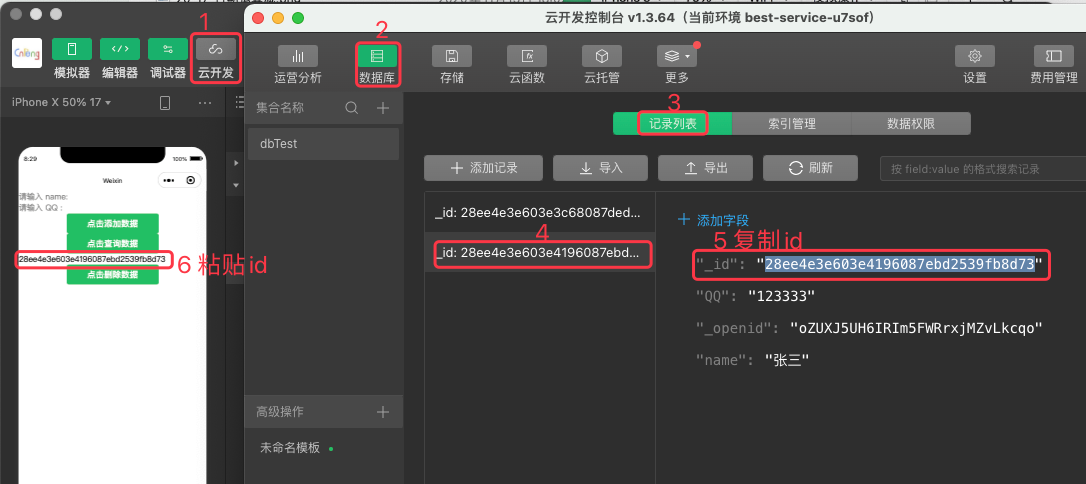 云开发控制台 v1.3.64（当前环境 best-service-u7sof）
1
2
Cnlong
模拟器
编辑器
调试器
云开发
运营分析
数据库
存储
云函数
云托管
更多
设置
费用管理
iPhone X 50% 17
集合名称
dbTest
3
记录列表
索引管理
数据权限
添加记录
导入
导出
刷新
按 field:value 的格式搜索记录
8:29
100%
Weixin
请输入 name:
请输入 QQ :
点击添加数据
点击查询数据
28ee4e3e603e4196087ebd2539fb8d73
点击删除数据
6 粘贴id
_id: 28ee4e3e603e3c68087ded...
4
_id: 28ee4e3e603e4196087ebd...
添加字段
5 复制id
"_id": "28ee4e3e603e4196087ebd2539fb8d73"
"QQ": "123333"
"_openid": "oZUXJ5UH6IRIm5FWRrxjMZvLkcqo"
"name": "张三"
高级操作
未命名模板